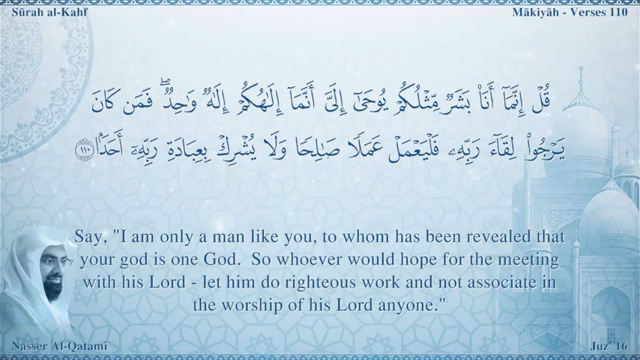 Sūrah al-Kahf
Mākiyāh - Verses 110
قُلْ إِنَّمَآ أَنَا۠ بَشَرٌ مِّثْلُكُمْ يُوحَىٰٓ إِلَىَّ أَنَّمَآ إِلَٰهُكُمْ إِلَٰهٌ وَٰحِدٌ ۖ فَمَن كَانَ
يَرْجُوا۟ لِقَآءَ رَبِّهِۦ فَلْيَعْمَلْ عَمَلًا صَٰلِحًا وَلَا يُشْرِكْ بِعِبَادَةِ رَبِّهِۦٓ أَحَدًۢا ١١٠
Say, "I am only a man like you, to whom has been revealed that
your god is one God. So whoever would hope for the meeting
with his Lord - let him do righteous work and not associate in
the worship of his Lord anyone."
Nasser Al-Qatami
Juz' 16